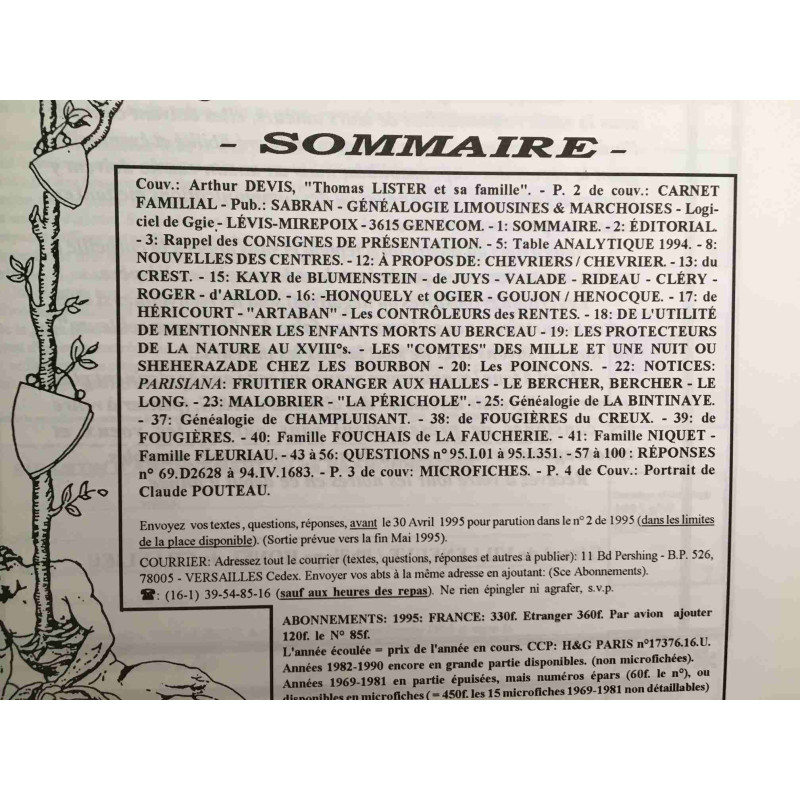 - SOMMAIRE -
Couv.: Arthur DEVIS, "Thomas LISTER et sa famille". - P. 2 de couv.: CARNET
FAMILIAL - Pub.: SABRAN - GÉNÉALOGIE LIMOUSINES & MARCHOISES - Logi-
ciel de Ggie. - LÉVIS-MIREPOIX - 3615 GENECOM. - 1: SOMMAIRE. - 2: ÉDITORIAL.
- 3: Rappel des CONSIGNES DE PRÉSENTATION. - 5: Table ANALYTIQUE 1994. - 8:
NOUVELLES DES CENTRES. - 12: À PROPOS DE: CHEVRIERS / CHEVRIER. - 13: du
CREST. - 15: KAYR de BLUMENSTEIN - de JUYS - VALADE - RIDEAU - CLÉRY -
ROGER - d'ARLOD. - 16: -HONQUELY et OGIER - GOUJON / HENOCQUE. - 17: de
HÉRICOURT - "ARTABAN" - Les CONTRÔLEURS des RENTES. - 18: DE L'UTILITÉ
DE MENTIONNER LES ENFANTS MORTS AU BERCEAU - 19: LES PROTECTEURS
DE LA NATURE AU XVIII°s. - LES "COMTES" DES MILLE ET UNE NUIT OU
SHEHERAZADE CHEZ LES BOURBON - 20: Les POINCONS. - 22: NOTICES:
PARISIANA: FRUITIER ORANGER AUX HALLES - LE BERCHER, BERCHER - LE
LONG. - 23: MALOBRIER - "LA PÉRICHOLE". - 25: Généalogie de LA BINTINAYE.
- 37: Généalogie de CHAMPLUISANT. - 38: de FOUGIÈRES du CREUX. - 39: de
FOUGIÈRES. - 40: Famille FOUCHAIS de LA FAUCHERIE. - 41: Famille NIQUET -
Famille FLEURIAU. - 43 à 56: QUESTIONS n° 95.I.01 à 95.I.351. - 57 à 100 : RÉPONSES
n° 69.D2628 à 94.IV.1683. - P. 3 de couv: MICROFICHES. - P. 4 de Couv.: Portrait de
Claude POUTEAU.
Envoyez vos textes, questions, réponses, avant le 30 Avril 1995 pour parution dans le n° 2 de 1995 (dans les limites
de la place disponible). (Sortie prévue vers la fin Mai 1995).
COURRIER: Adressez tout le courrier (textes, questions, réponses et autres à publier): 11 Bd Pershing - B.P. 526,
78005 - VERSAILLES Cedex. Envoyer vos abts à la même adresse en ajoutant: (Sce Abonnements).
☎: (16-1) 39-54-85-16 (sauf aux heures des repas). Ne rien épingler ni agrafer, s.v.p.
ABONNEMENTS: 1995: FRANCE: 330f. Etranger 360f. Par avion ajouter
120f. le N° 85f.
L'année écoulée = prix de l'année en cours. CCP: H&G PARIS n°17376.16.U.
Années 1982-1990 encore en grande partie disponibles. (non microfichées).
Années 1969-1981 en partie épuisées, mais numéros épars (60f. le n°), ou
disponibles en microfiches ( = 450f. les 15 microfiches 1969-1981 non détaillables)